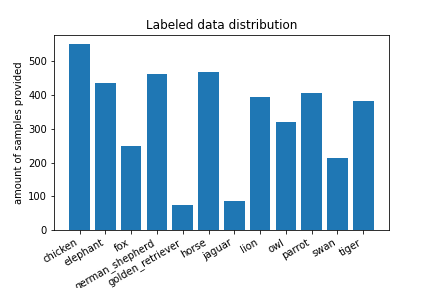 Labeled data distribution
amount of samples provided
500
400
300
200
100
0
chicken
elephant
fox
german_shepherd
golden_retriever
horse
jaguar
lion
owl
parrot
swan
tiger